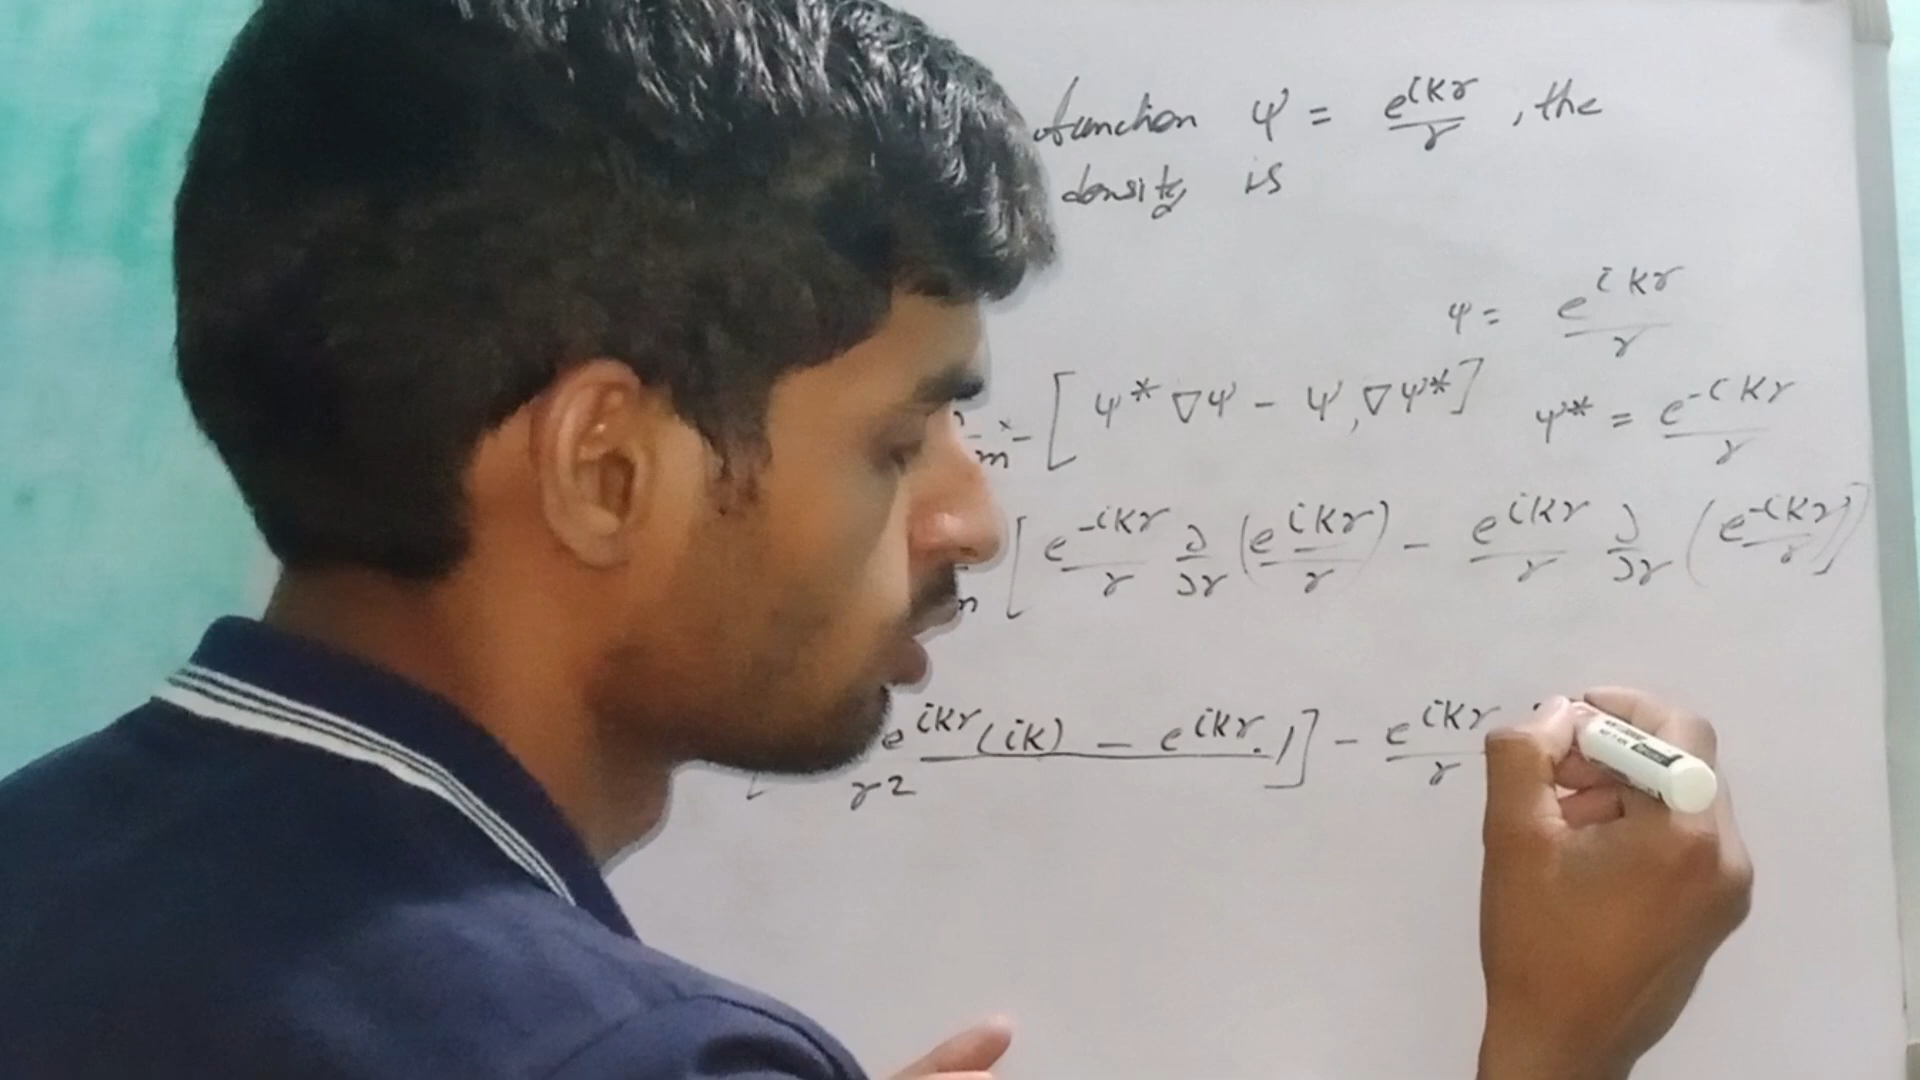 function ψ = e^{ikr}/r , the
density is
ψ = e^{ikr}/r
m [ ψ* ∇ψ - ψ ∇ψ* ] ψ* = e^{-ikr}/r
[ e^{-ikr}/r ∂/∂r ( e^{ikr}/r ) - e^{ikr}/r ∂/∂r ( e^{-ikr}/r ) ]
e^{ikr}(ik) - e^{ikr}.1 ] - e^{ikr}/r
r2